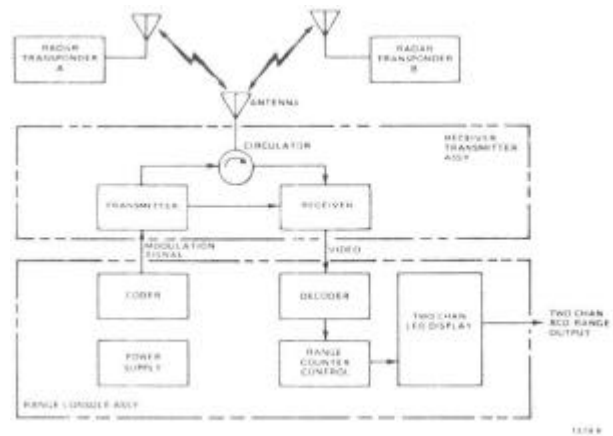 RADAR
TRANSPONDER
A
RADAR
TRANSPONDER
B
ANTENNA
RECEIVER
TRANSMITTER
ASSY
CIRCULATOR
TRANSMITTER
RECEIVER
MODULATION
SIGNAL
VIDEO
CODER
DECODER
TWO CHAN
LED DISPLAY
TWO CHAN
BCD RANGE
OUTPUT
POWER
SUPPLY
RANGE
COUNTER
CONTROL
RANGE CONSOLE ASSY